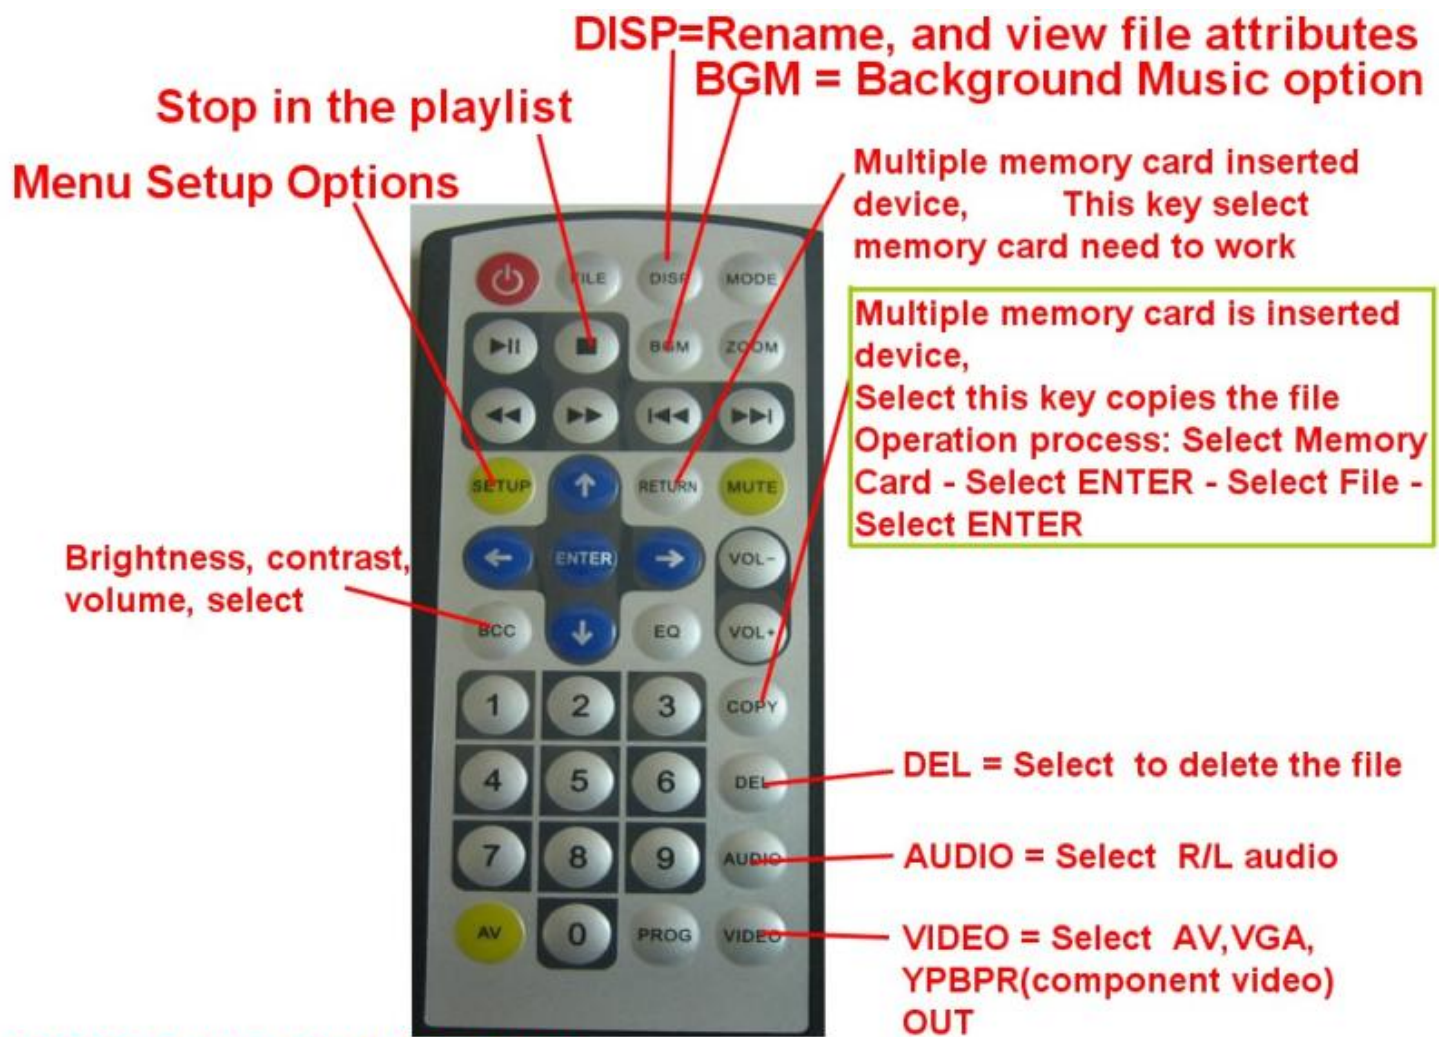 DISP=Rename, and view file attributes
BGM = Background Music option
Stop in the playlist
Menu Setup Options
Multiple memory card inserted
device, This key select
memory card need to work
Multiple memory card is inserted
device,
Select this key copies the file
Operation process: Select Memory
Card - Select ENTER - Select File -
Select ENTER
Brightness, contrast,
volume, select
DEL = Select to delete the file
AUDIO = Select R/L audio
VIDEO = Select AV,VGA,
YPBPR(component video)
OUT
FILE DISP MODE
BGM ZOOM
SETUP RETURN MUTE
ENTER VOL-
BCC EQ VOL+
1 2 3 COPY
4 5 6 DEL
7 8 9 AUDIO
AV 0 PROG VIDEO